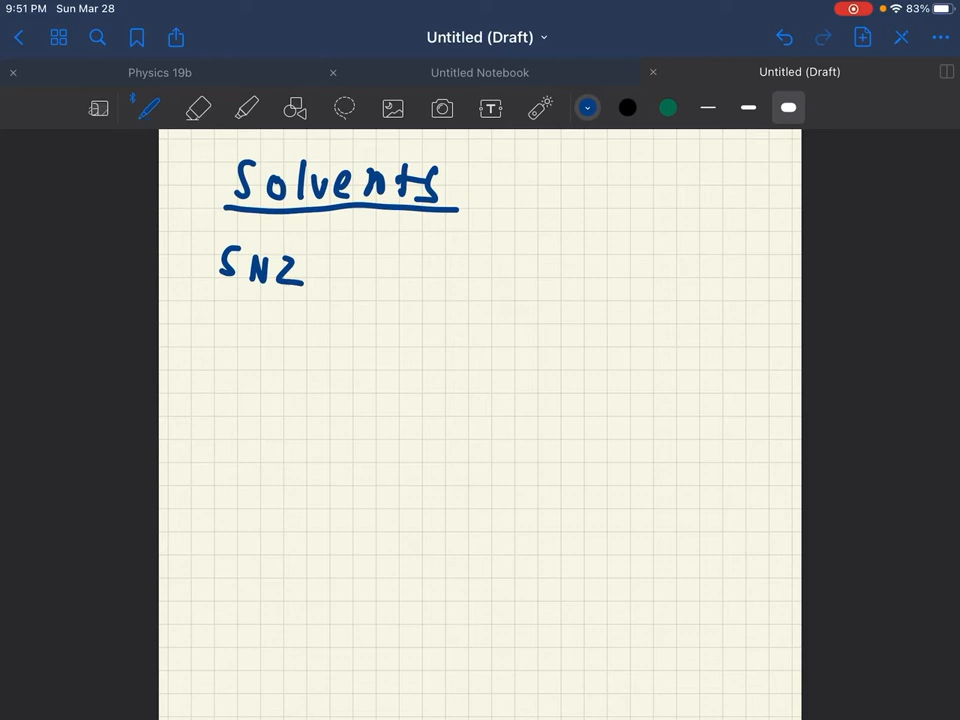 9:51 PM Sun Mar 28 83%
Untitled (Draft)
Physics 19b Untitled Notebook Untitled (Draft)
Solvents
SN2